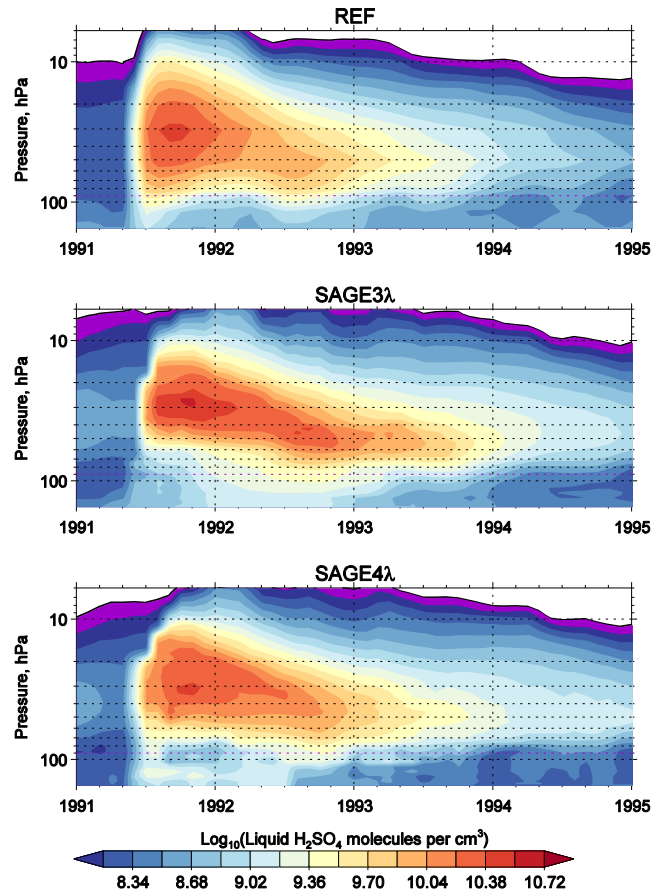 REF
10
100
Pressure, hPa
1991 1992 1993 1994 1995
SAGE3λ
10
100
Pressure, hPa
1991 1992 1993 1994 1995
SAGE4λ
10
100
Pressure, hPa
1991 1992 1993 1994 1995
Log₁₀(Liquid H₂SO₄ molecules per cm³)
8.34 8.68 9.02 9.36 9.70 10.04 10.38 10.72